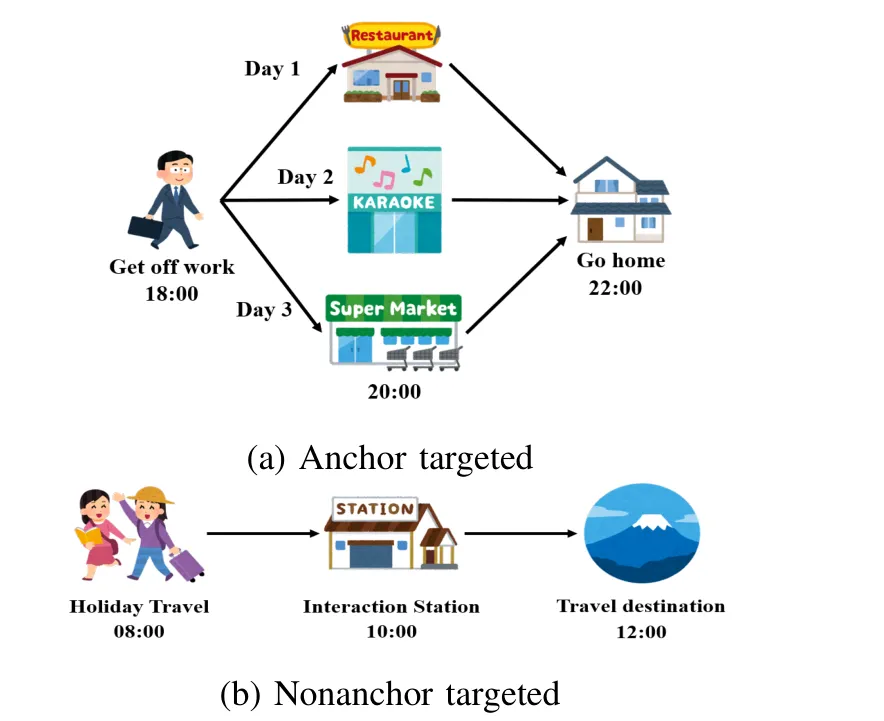 Restaurant
Day 1
Day 2
KARAOKE
Get off work
18:00
Go home
22:00
Day 3
Super Market
20:00
(a) Anchor targeted
STATION
Holiday Travel
08:00
Interaction Station
10:00
Travel destination
12:00
(b) Nonanchor targeted